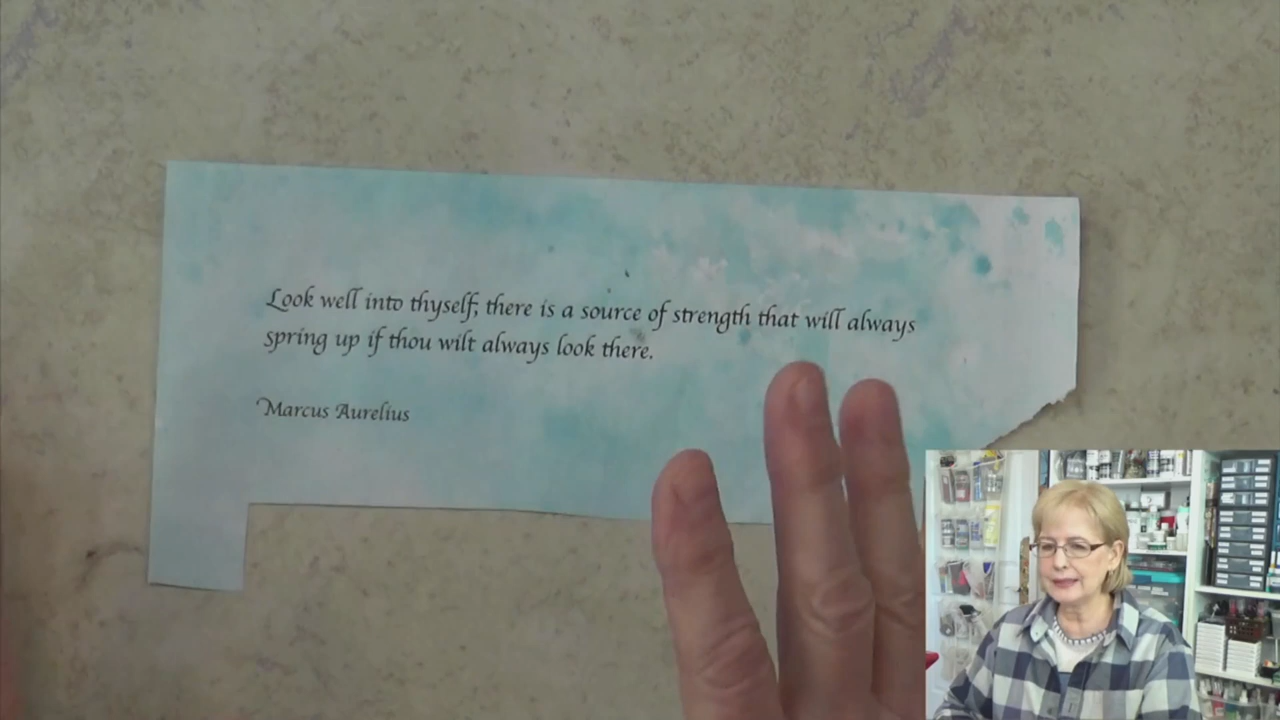 Look well into thyself; there is a source of strength that will always
spring up if thou wilt always look there.
Marcus Aurelius